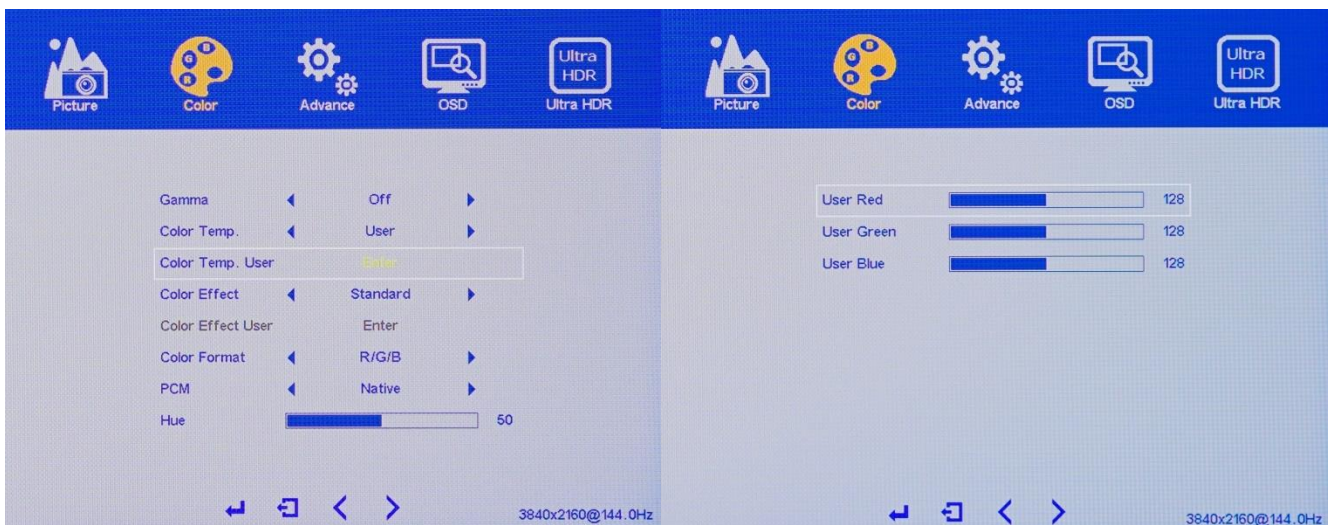 Ultra
HDR
Picture
Color
Advance
OSD
Ultra HDR
Gamma Off
Color Temp. User
Color Temp. User Enter
Color Effect Standard
Color Effect User Enter
Color Format R/G/B
PCM Native
Hue 50
3840x2160@144.0Hz
B
G
R
Ultra
HDR
Picture
Color
Advance
OSD
Ultra HDR
User Red 128
User Green 128
User Blue 128
3840x2160@144.0Hz
B
G
R